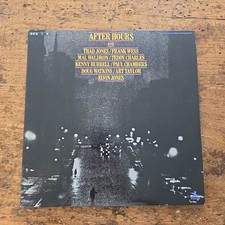 AFTER HOURS
THAD JONES/FRANK WESS
MAL WALDRON/TEDDY CHARLES
KENNY BURRELL/PAUL CHAMBERS
DOUG WATKINS/ART TAYLOR
ELVIN JONES